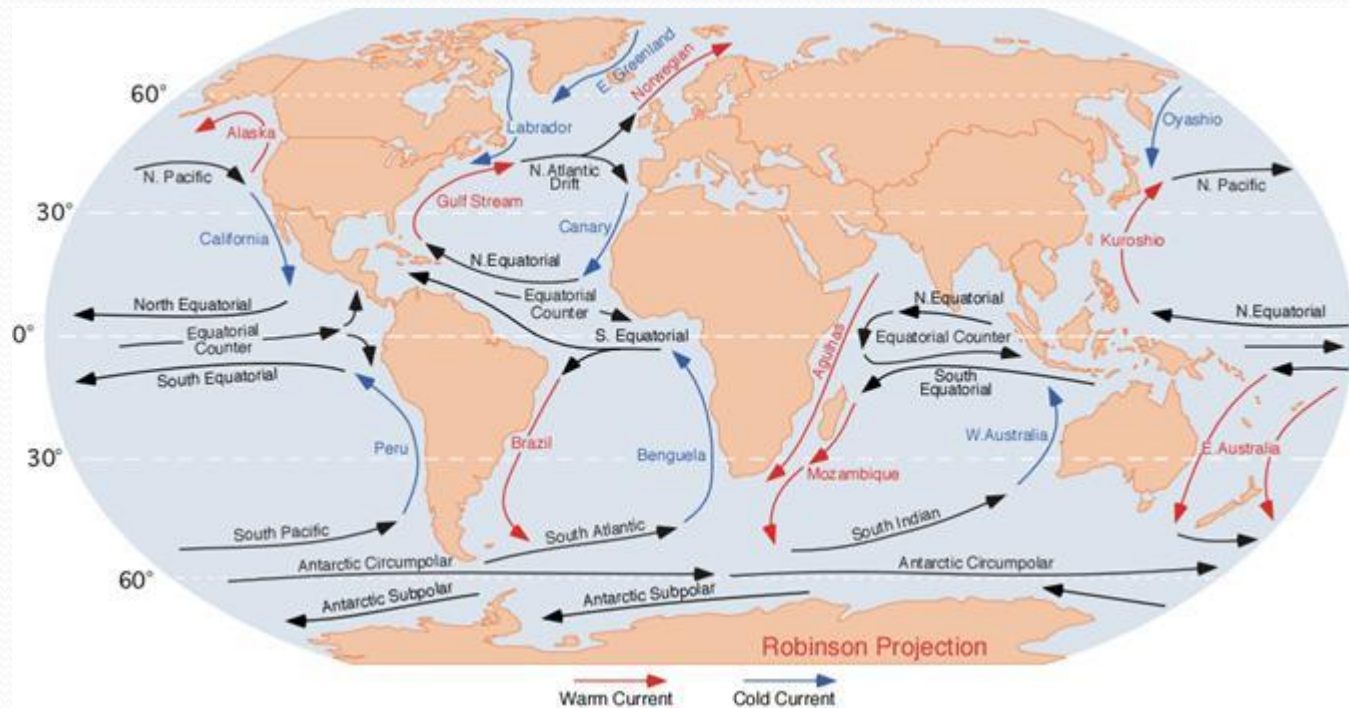 E. Greenland
Norwegian
60°
Alaska
Labrador
Oyashio
N. Pacific
N. Atlantic
Drift
N. Pacific
Gulf Stream
30°
California
Canary
Kuroshio
N.Equatorial
North Equatorial
Equatorial
Counter
N.Equatorial
N.Equatorial
0°
Equatorial
Counter
S. Equatorial
Equatorial Counter
South Equatorial
Agulhas
South
Equatorial
Peru
Brazil
Benguela
W.Australia
E.Australia
30°
Mozambique
South Pacific
South Atlantic
South Indian
Antarctic Circumpolar
Antarctic Circumpolar
60°
Antarctic Subpolar
Antarctic Subpolar
Robinson Projection
Warm Current
Cold Current